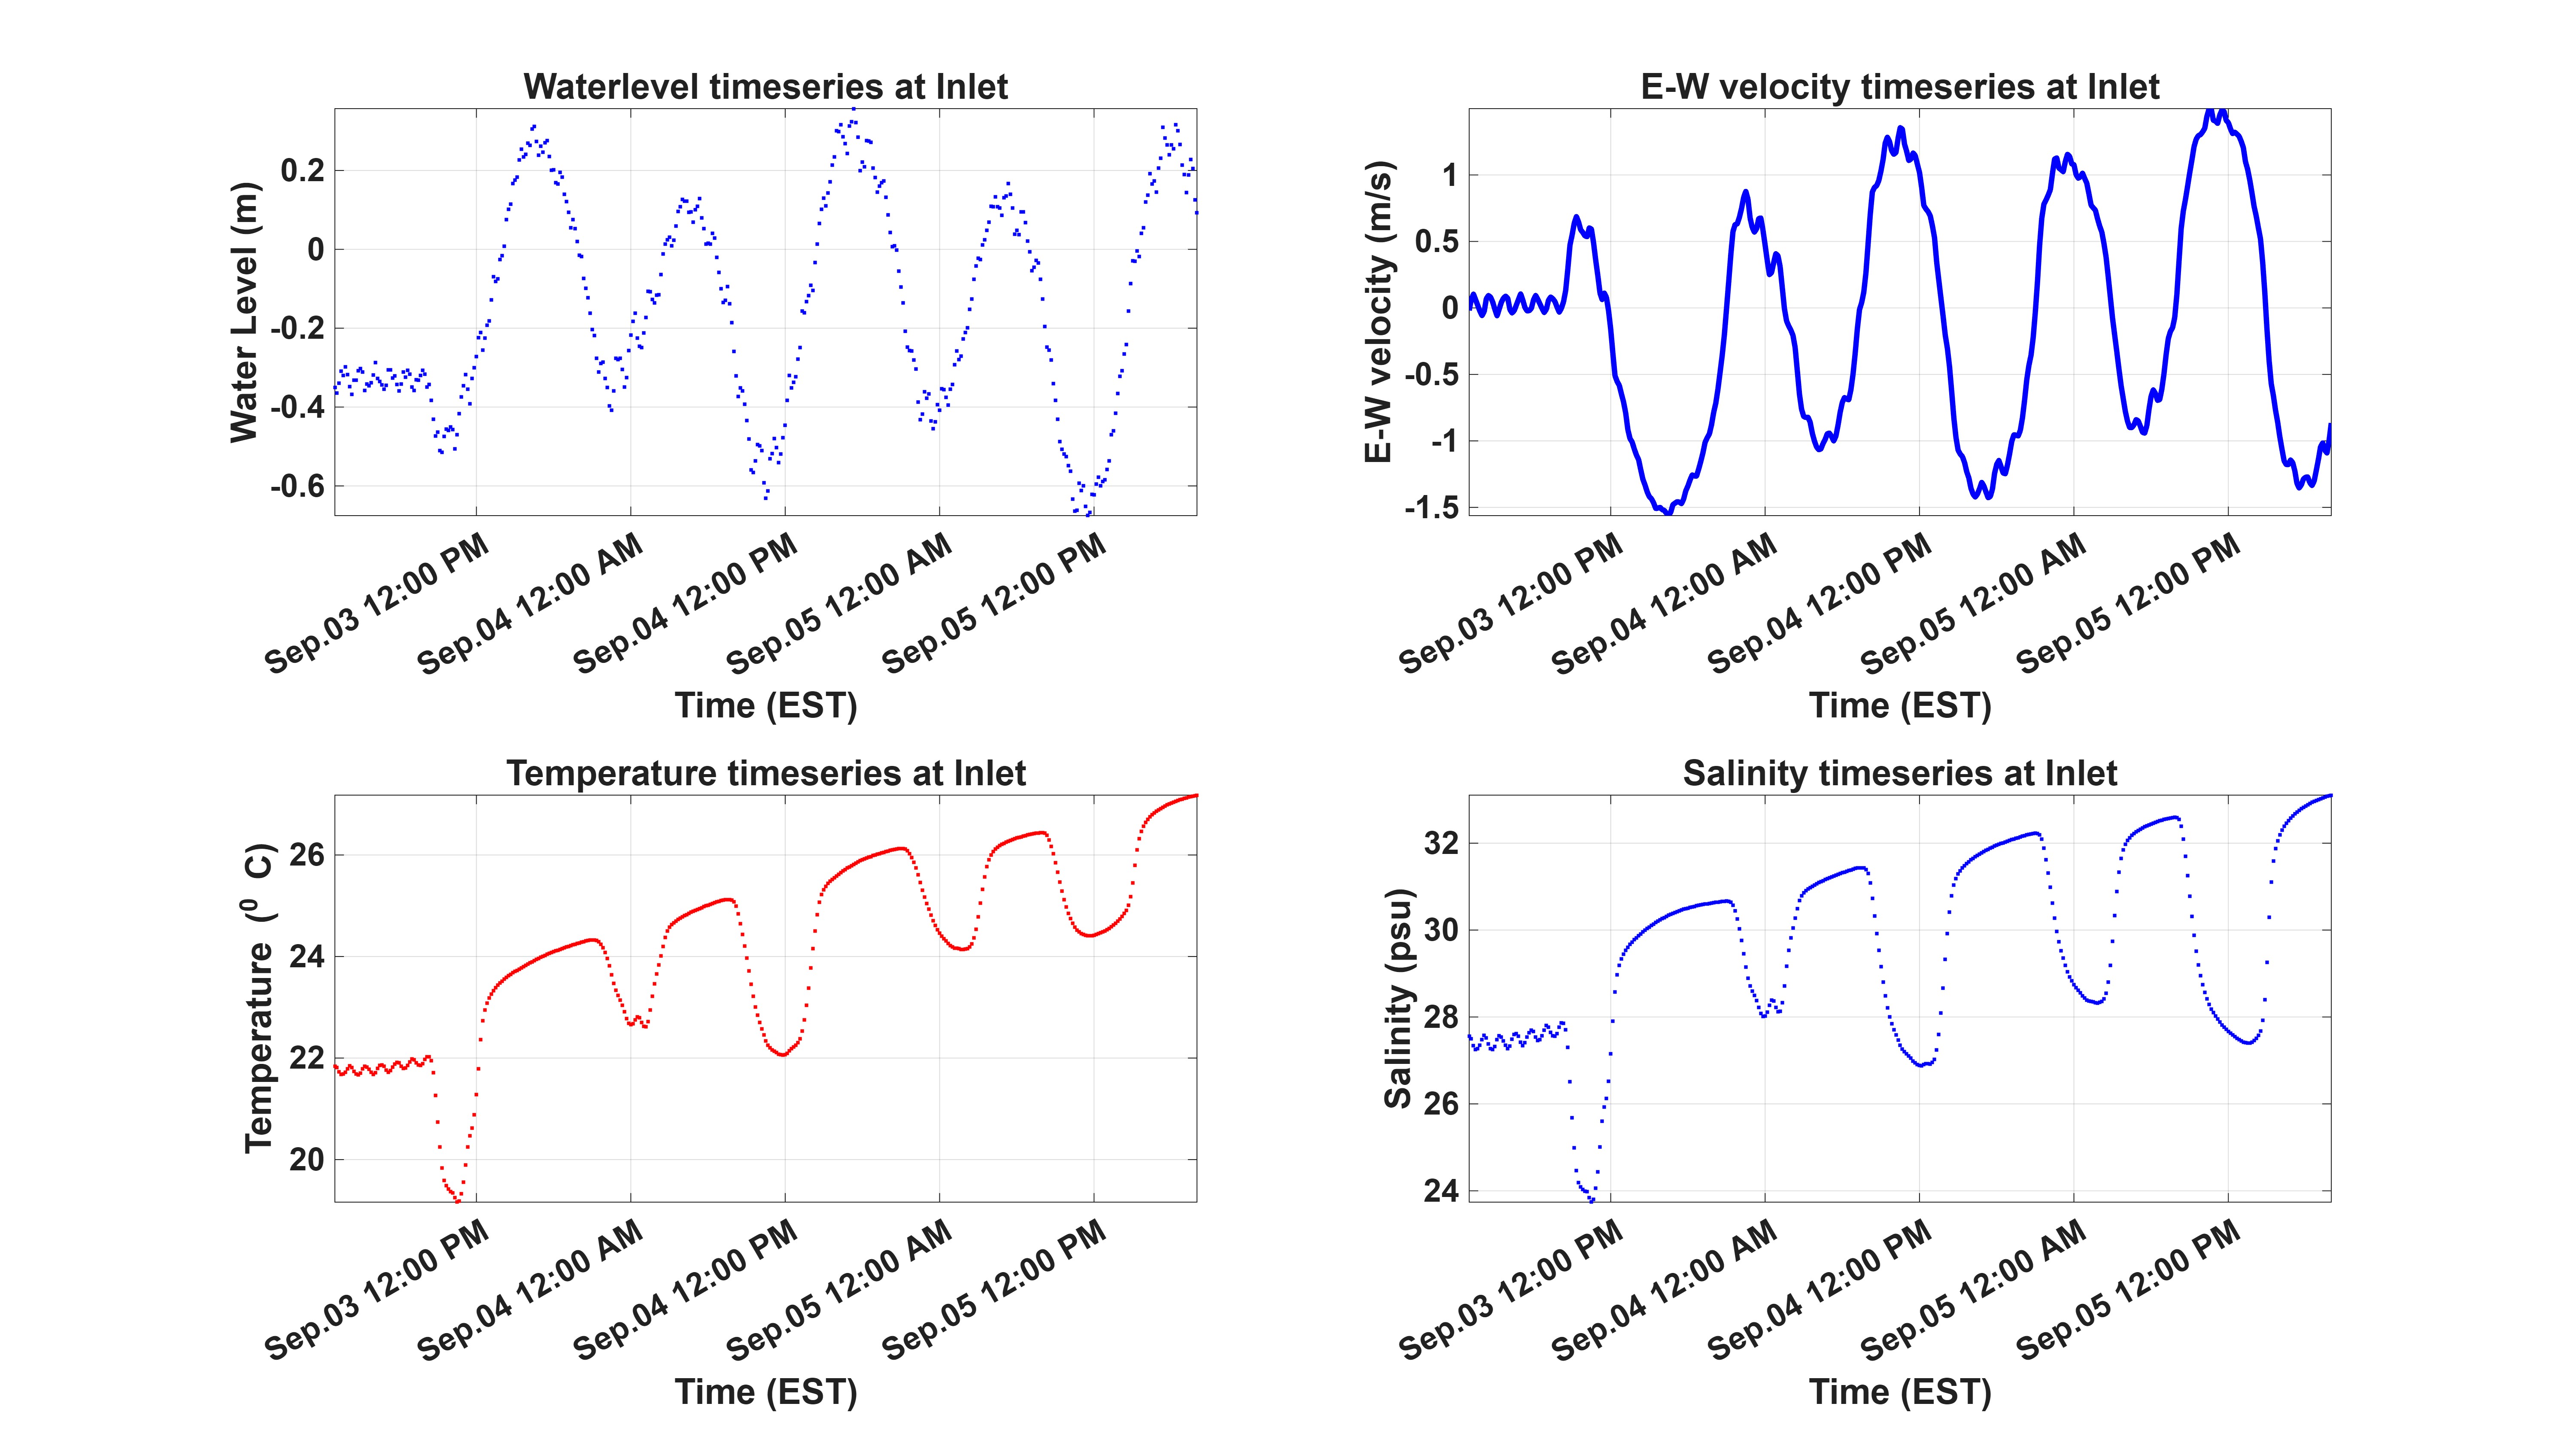 Waterlevel timeseries at Inlet
Water Level (m)
0.2
0
-0.2
-0.4
-0.6
Sep.03 12:00 PM
Sep.04 12:00 AM
Sep.04 12:00 PM
Sep.05 12:00 AM
Sep.05 12:00 PM
Time (EST)
E-W velocity timeseries at Inlet
E-W velocity (m/s)
1
0.5
0
-0.5
-1
-1.5
Sep.03 12:00 PM
Sep.04 12:00 AM
Sep.04 12:00 PM
Sep.05 12:00 AM
Sep.05 12:00 PM
Time (EST)
Temperature timeseries at Inlet
Temperature (⁰ C)
26
24
22
20
Sep.03 12:00 PM
Sep.04 12:00 AM
Sep.04 12:00 PM
Sep.05 12:00 AM
Sep.05 12:00 PM
Time (EST)
Salinity timeseries at Inlet
Salinity (psu)
32
30
28
26
24
Sep.03 12:00 PM
Sep.04 12:00 AM
Sep.04 12:00 PM
Sep.05 12:00 AM
Sep.05 12:00 PM
Time (EST)